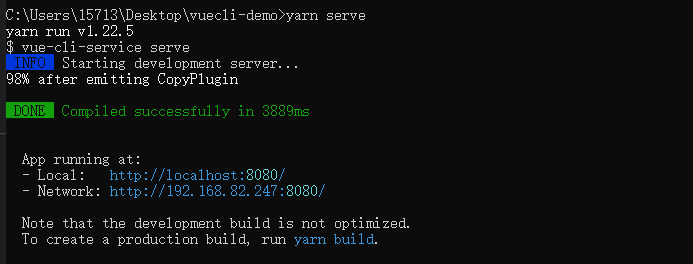 C:\Users\15713\Desktop\vuecli-demo>yarn serve
yarn run v1.22.5
$ vue-cli-service serve
INFO Starting development server...
98% after emitting CopyPlugin
DONE Compiled successfully in 3889ms
App running at:
- Local: http://localhost:8080/
- Network: http://192.168.82.247:8080/
Note that the development build is not optimized.
To create a production build, run yarn build.